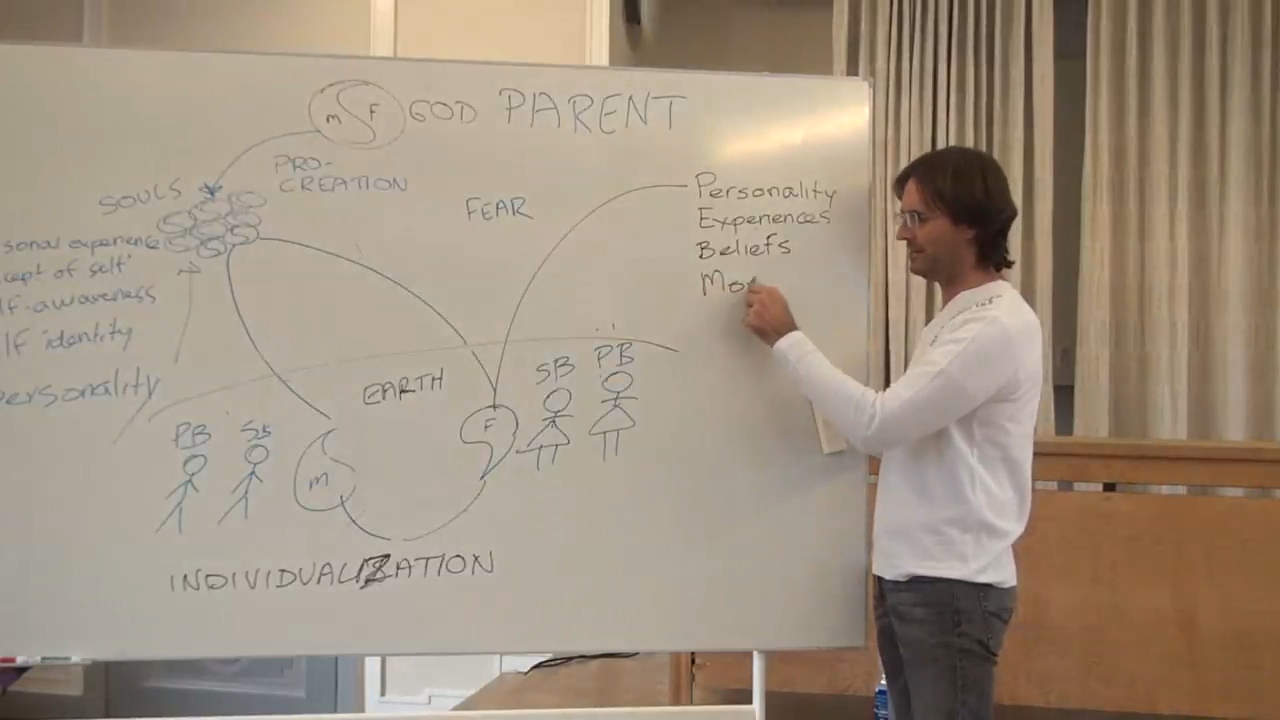 m F GOD PARENT
PRO-
CREATION
SOULS
FEAR
Personality
Experiences
Beliefs
Mo
sonal experience
cept of self'
lf-awareness
lf identity
ersonality
EARTH
SB PB
PB
F
m
INDIVIDUALIZATION